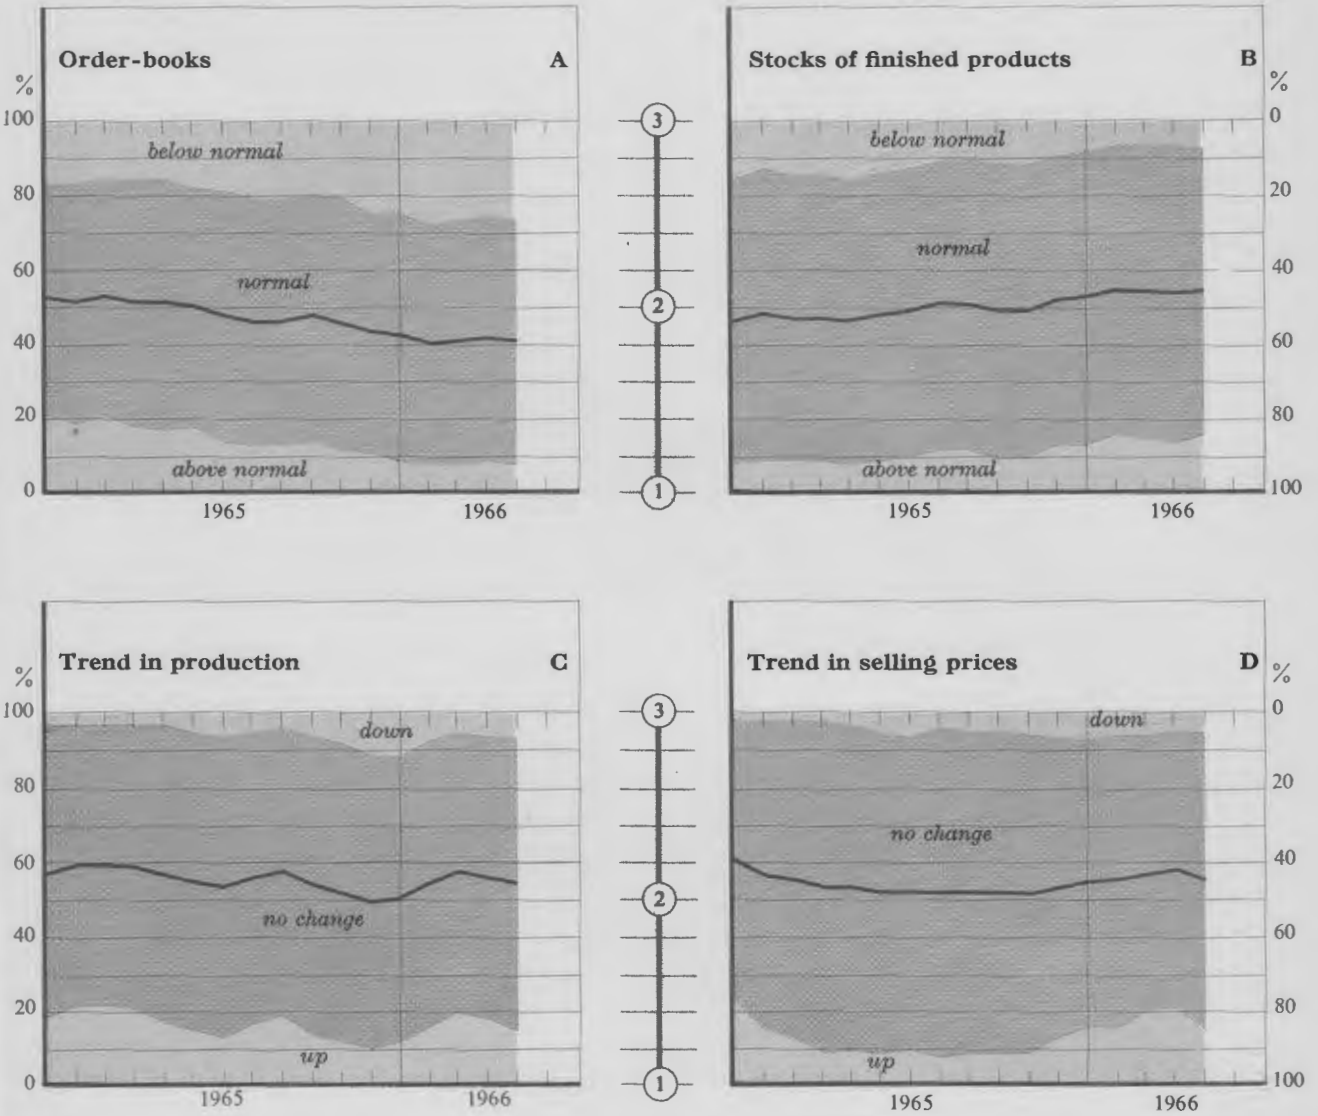 Order-books A
Stocks of finished products B
%
%
100
3
0
below normal
below normal
80
20
normal
normal
60
40
2
40
60
20
80
above normal
above normal
0
1
100
1965 1966
1965 1966
Trend in production C
Trend in selling prices D
%
%
100
3
0
down
down
80
20
no change
60
40
2
no change
40
60
20
80
up
up
0
1
100
1965 1966
1965 1966